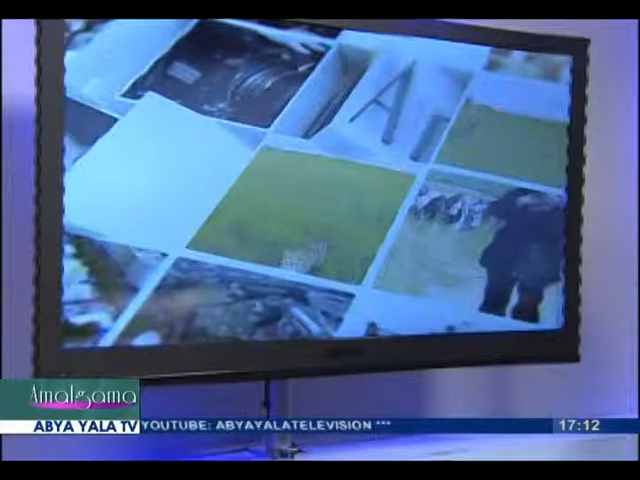 A
Amalgama
ABYA YALA TV
YOUTUBE: ABYAYALATELEVISION ***
17:12